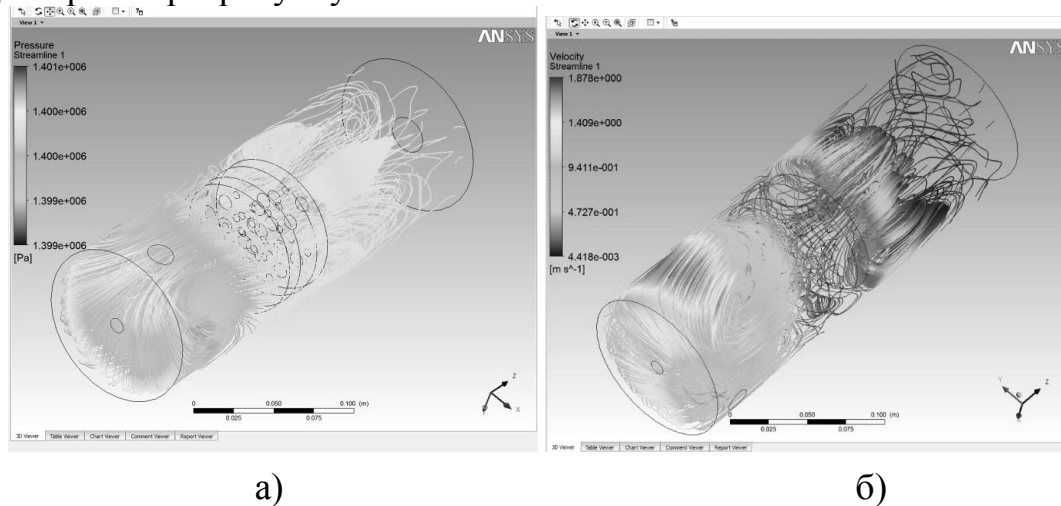 View 1
ANSYS
Pressure
Streamline 1
1.401e+006
1.400e+006
1.400e+006
1.399e+006
1.399e+006
[Pa]
0
0.050
0.100 (m)
0.025
0.075
Z
X
3D Viewer
Table Viewer
Chart Viewer
Comment Viewer
Report Viewer
View 1
ANSYS
Velocity
Streamline 1
1.878e+000
1.409e+000
9.411e-001
4.727e-001
4.418e-003
[m s^-1]
0
0.050
0.100 (m)
0.025
0.075
Y
Z
3D Viewer
Table Viewer
Chart Viewer
Comment Viewer
Report Viewer
а)
б)